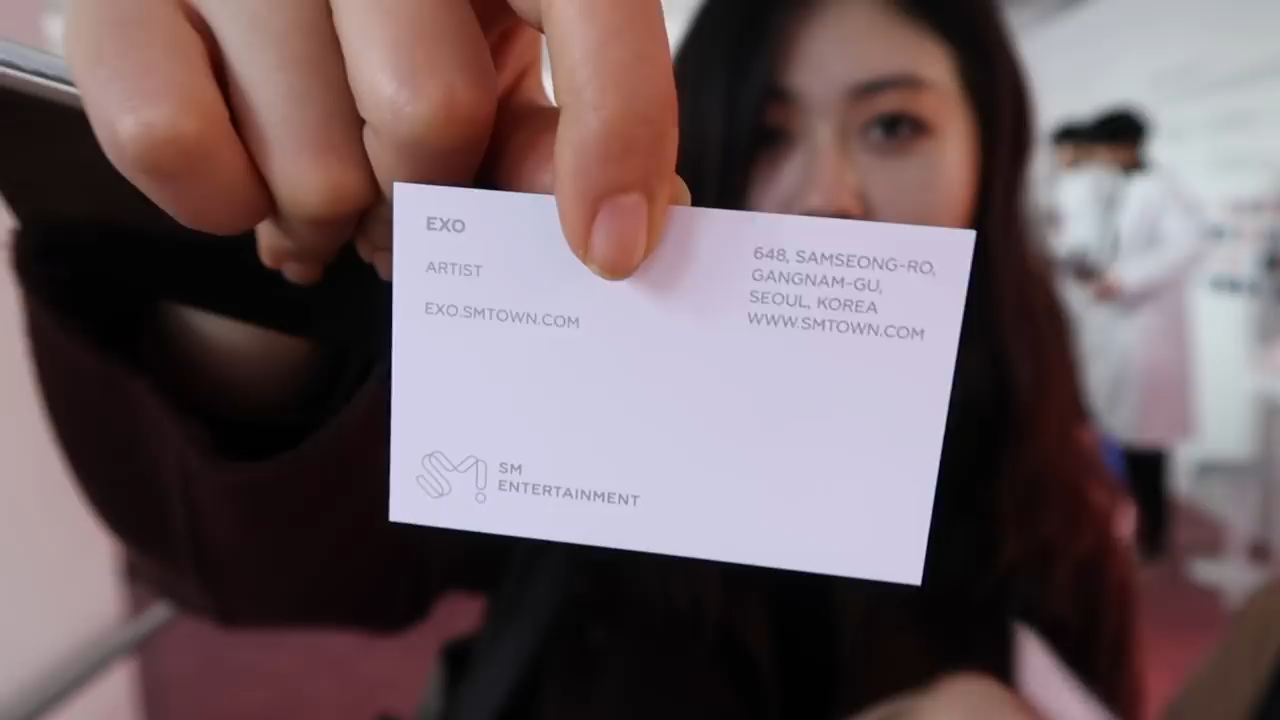 EXO
ARTIST
EXO.SMTOWN.COM
648, SAMSEONG-RO,
GANGNAM-GU,
SEOUL, KOREA
WWW.SMTOWN.COM
SM
ENTERTAINMENT